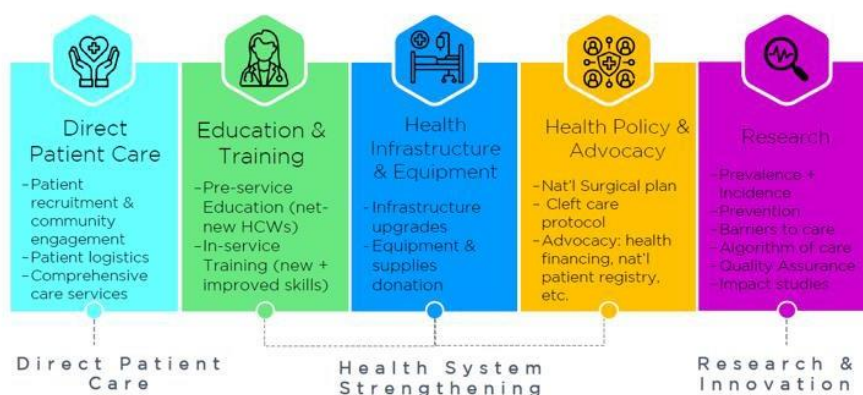 Direct
Patient Care
-Patient
recruitment &
community
engagement
-Patient logistics
-Comprehensive
care services
Education &
Training
-Pre-service
Education (net-
new HCWs)
-In-service
Training (new +
improved skills)
Health
Infrastructure
& Equipment
-Infrastructure
upgrades
-Equipment &
supplies
donation
Health Policy &
Advocacy
-Nat'l Surgical plan
- Cleft care
protocol
-Advocacy: health
financing, nat'l
patient registry,
etc.
Research
-Prevalence +
Incidence
-Prevention
-Barriers to care
-Algorithm of care
-Quality Assurance
-Impact studies
Direct Patient
Care
Health System
Strengthening
Research &
Innovation